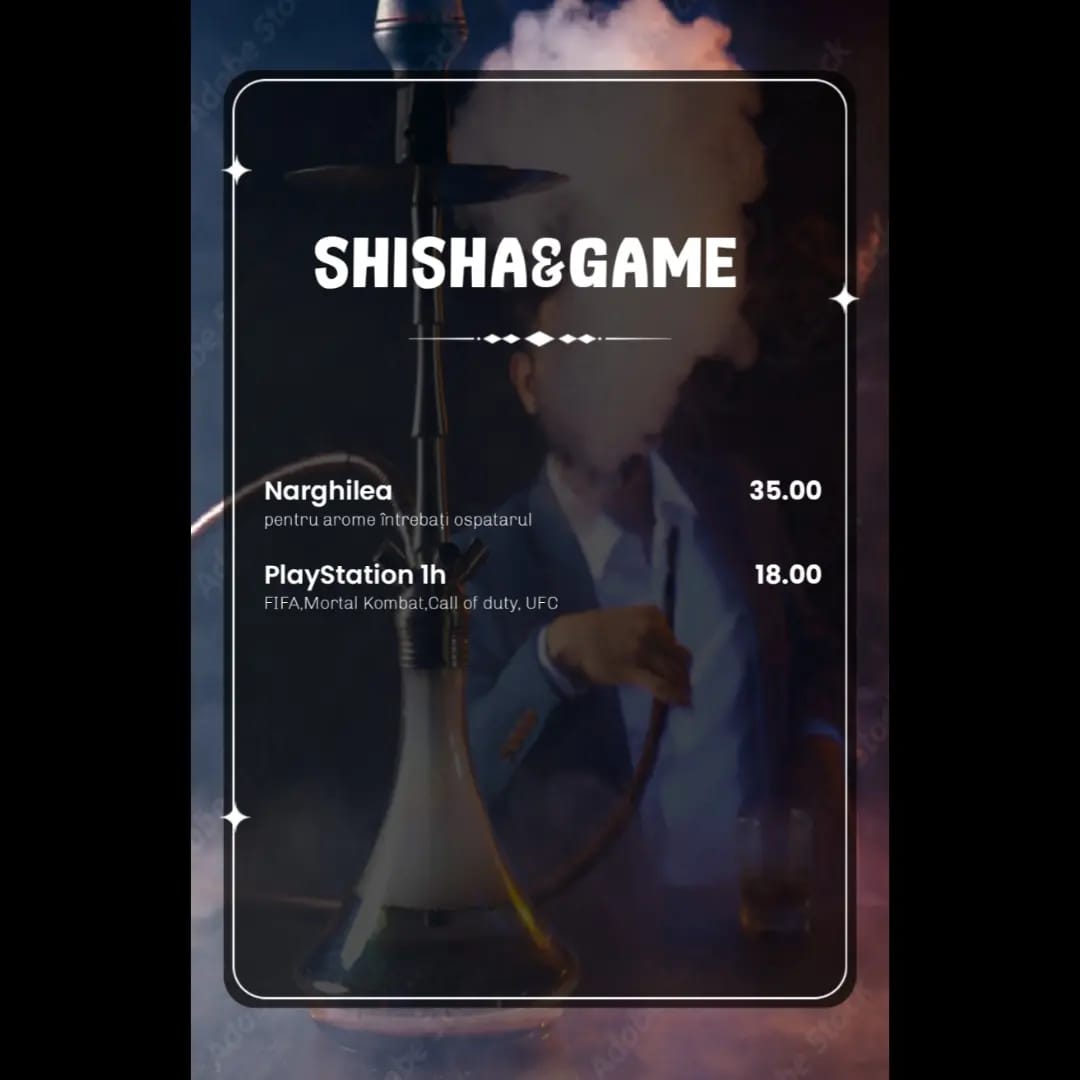 SHISHA&GAME
Narghilea 35.00
pentru arome întrebați ospatarul
PlayStation 1h 18.00
FIFA,Mortal Kombat,Call of duty, UFC